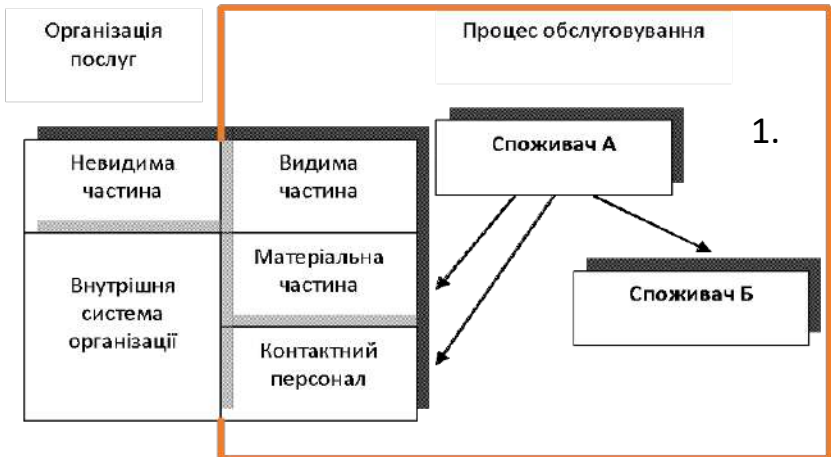 Організація
послуг
Процес обслуговування
1.
Споживач А
Невидима
частина
Видима
частина
Матеріальна
частина
Внутрішня
система
організації
Споживач Б
Контактний
персонал